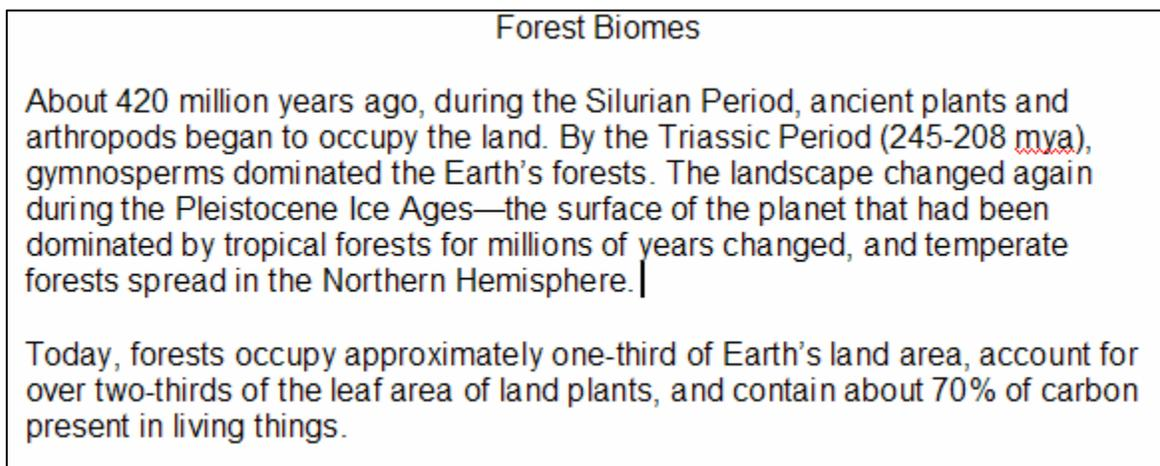 Forest Biomes
About 420 million years ago, during the Silurian Period, ancient plants and
arthropods began to occupy the land. By the Triassic Period (245-208 mya),
gymnosperms dominated the Earth’s forests. The landscape changed again
during the Pleistocene Ice Ages—the surface of the planet that had been
dominated by tropical forests for millions of years changed, and temperate
forests spread in the Northern Hemisphere.
Today, forests occupy approximately one-third of Earth’s land area, account for
over two-thirds of the leaf area of land plants, and contain about 70% of carbon
present in living things.